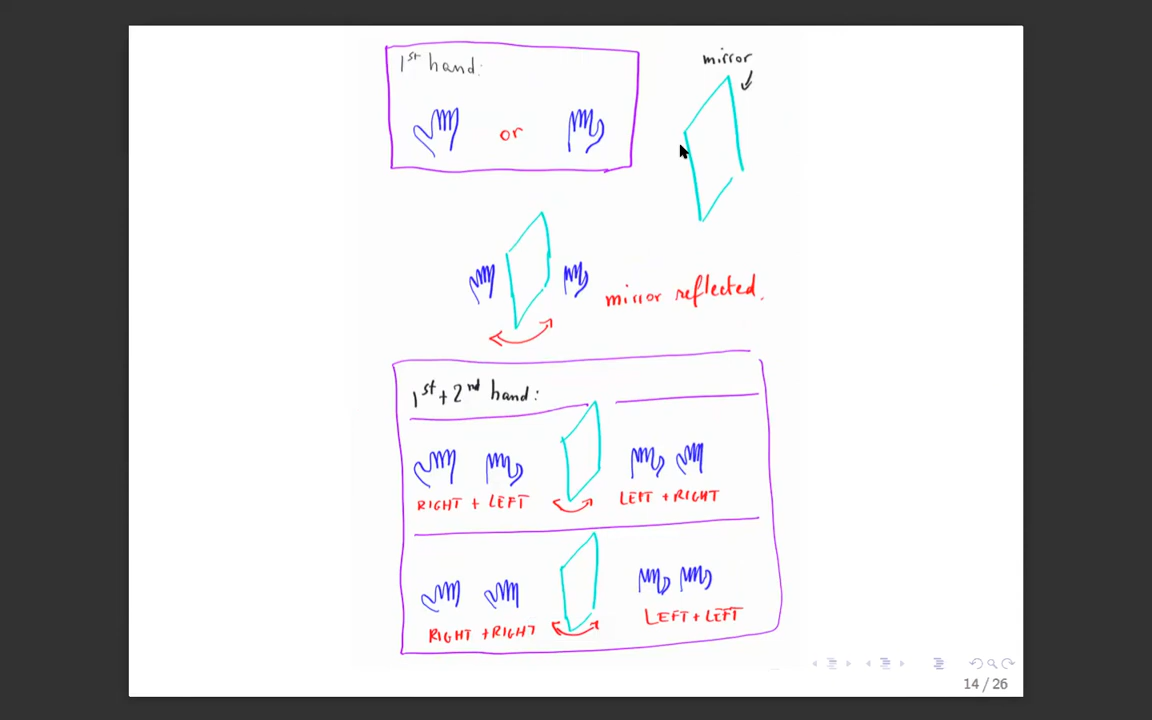 1st hand:
mirror
or
mirror reflected.
1st + 2nd hand:
RIGHT + LEFT
LEFT + RIGHT
RIGHT + RIGHT
LEFT + LEFT
14 / 26